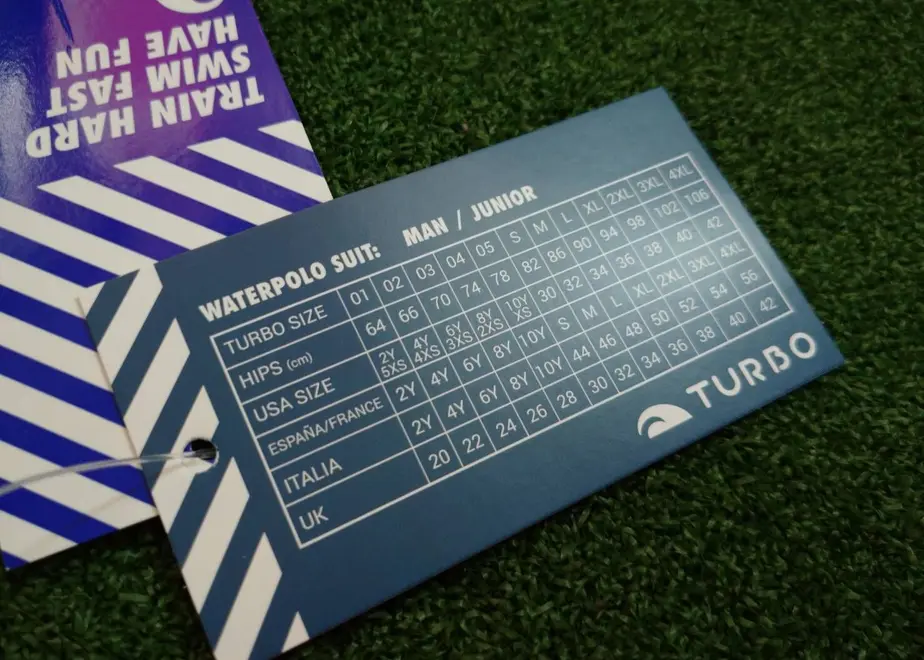 TRAIN HARD
SWIM FAST
HAVE FUN
WATERPOLO SUIT: MAN / JUNIOR
TURBO SIZE 01 02 03 04 05 S M L XL 2XL 3XL 4XL
HIPS (cm) 64 66 70 74 78 82 86 90 94 98 102 106
USA SIZE 2Y 5XS 4Y 4XS 6Y 3XS 8Y 2XS 10Y XS 30 32 34 36 38 40 42
ESPAÑA/FRANCE 2Y 4Y 6Y 8Y 10Y S M L XL 2XL 3XL 4XL
ITALIA 2Y 4Y 6Y 8Y 10Y 44 46 48 50 52 54 56
UK 20 22 24 26 28 30 32 34 36 38 40 42
TURBO